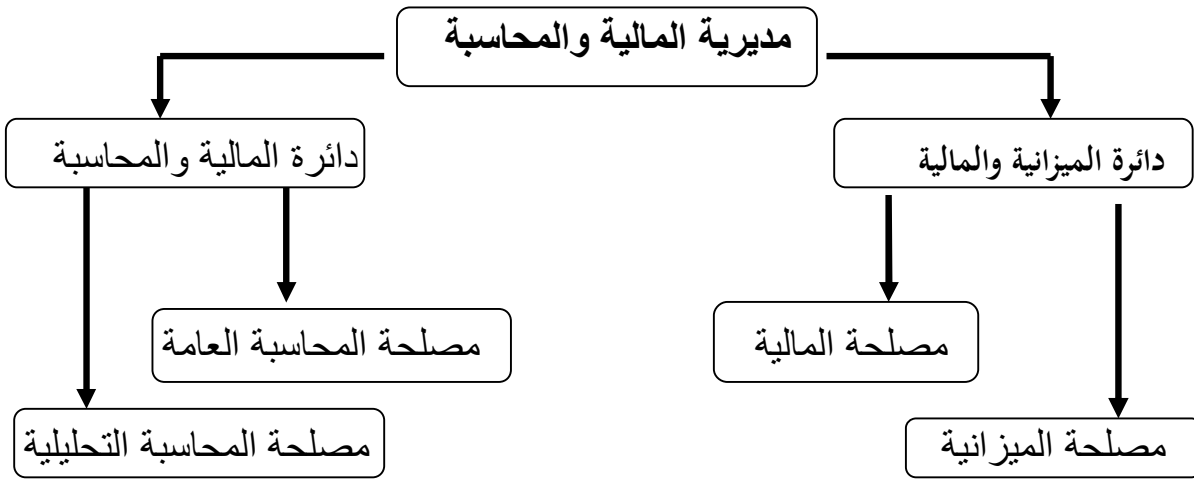 مديرية المالية والمحاسبة
دائرة الميزانية والمالية
دائرة المالية والمحاسبة
مصلحة المالية
مصلحة المحاسبة العامة
مصلحة الميزانية
مصلحة المحاسبة التحليلية